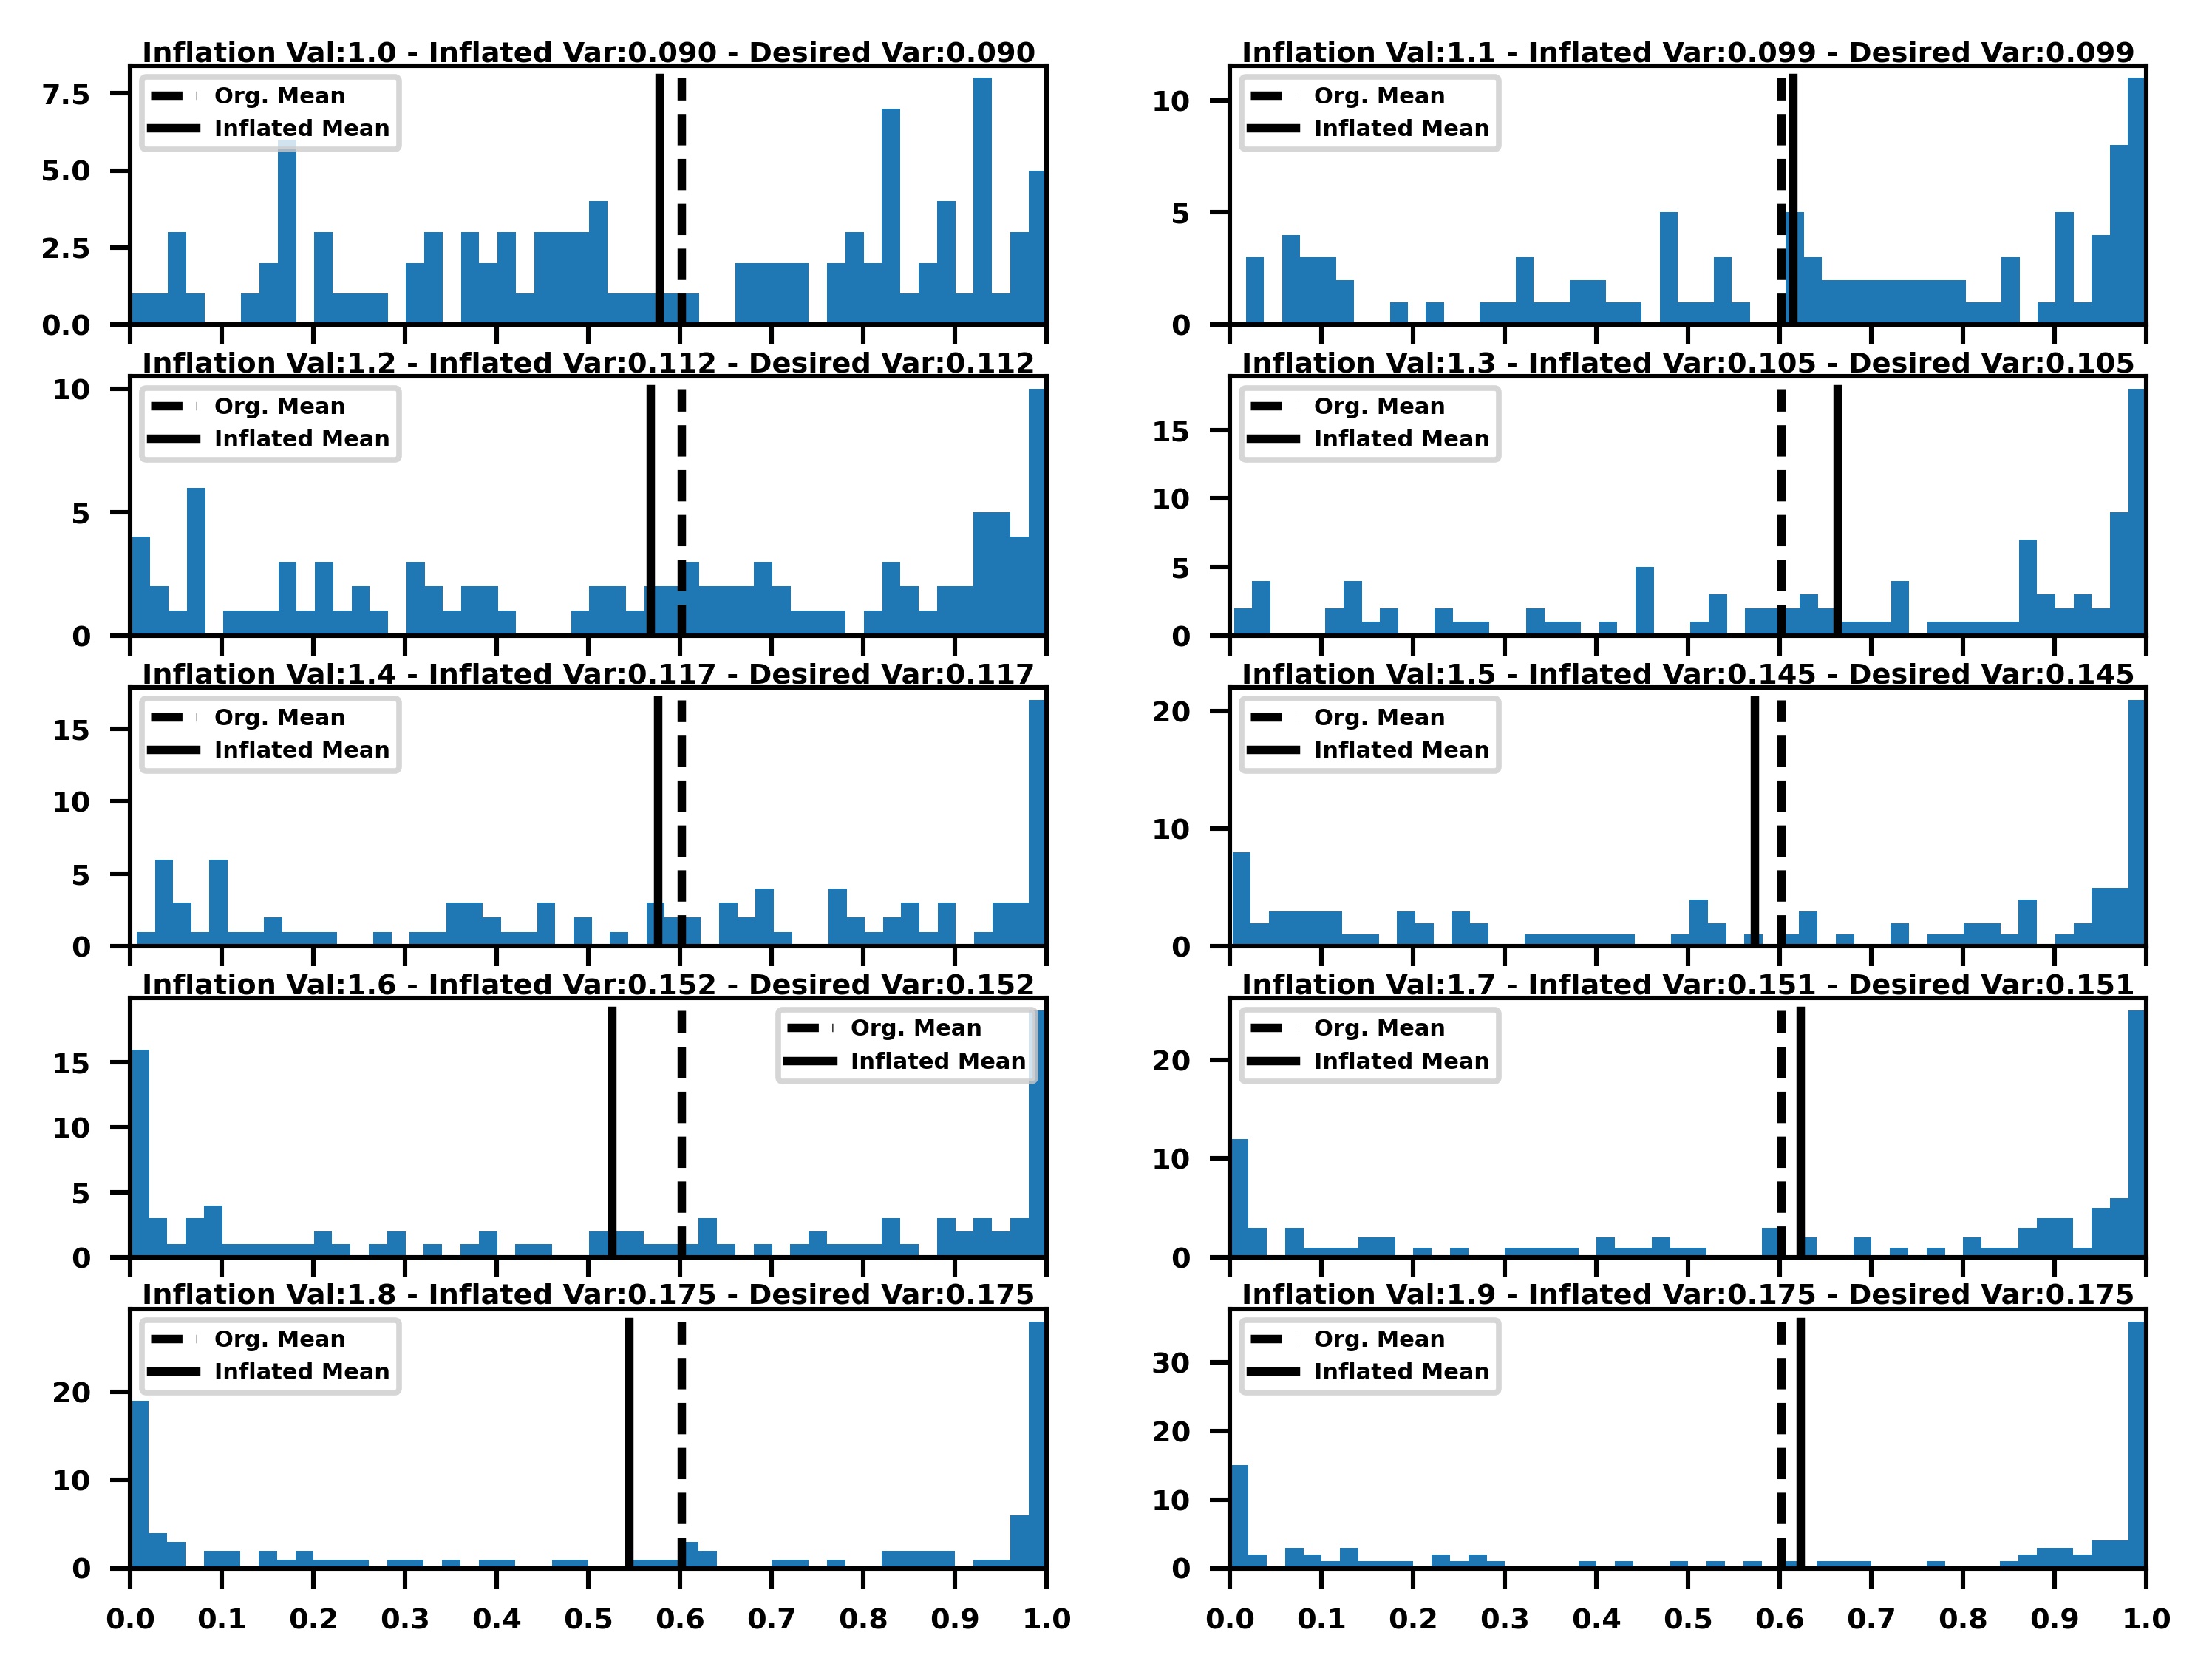 Inflation Val:1.0 - Inflated Var:0.090 - Desired Var:0.090
Org. Mean
Inflated Mean
7.5
5.0
2.5
0.0
Inflation Val:1.1 - Inflated Var:0.099 - Desired Var:0.099
Org. Mean
Inflated Mean
10
5
0
Inflation Val:1.2 - Inflated Var:0.112 - Desired Var:0.112
Org. Mean
Inflated Mean
10
5
0
Inflation Val:1.3 - Inflated Var:0.105 - Desired Var:0.105
Org. Mean
Inflated Mean
15
10
5
0
Inflation Val:1.4 - Inflated Var:0.117 - Desired Var:0.117
Org. Mean
Inflated Mean
15
10
5
0
Inflation Val:1.5 - Inflated Var:0.145 - Desired Var:0.145
Org. Mean
Inflated Mean
20
10
0
Inflation Val:1.6 - Inflated Var:0.152 - Desired Var:0.152
Org. Mean
Inflated Mean
15
10
5
0
Inflation Val:1.7 - Inflated Var:0.151 - Desired Var:0.151
Org. Mean
Inflated Mean
20
10
0
Inflation Val:1.8 - Inflated Var:0.175 - Desired Var:0.175
Org. Mean
Inflated Mean
20
10
0
0.0 0.1 0.2 0.3 0.4 0.5 0.6 0.7 0.8 0.9 1.0
Inflation Val:1.9 - Inflated Var:0.175 - Desired Var:0.175
Org. Mean
Inflated Mean
30
20
10
0
0.0 0.1 0.2 0.3 0.4 0.5 0.6 0.7 0.8 0.9 1.0